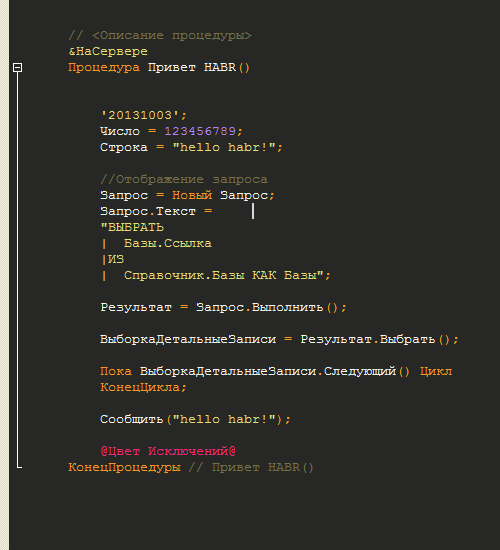 // <Описание процедуры>
&НаСервере
Процедура Привет HABR()
'20131003';
Число = 123456789;
Строка = "hello habr!";
//Отображение запроса
Запрос = Новый Запрос;
Запрос.Текст =
"ВЫБРАТЬ
|  Базы.Ссылка
|ИЗ
|  Справочник.Базы КАК Базы";
Результат = Запрос.Выполнить();
ВыборкаДетальныеЗаписи = Результат.Выбрать();
Пока ВыборкаДетальныеЗаписи.Следующий() Цикл
КонецЦикла;
Сообщить("hello habr!");
@Цвет Исключений@
КонецПроцедуры // Привет HABR()